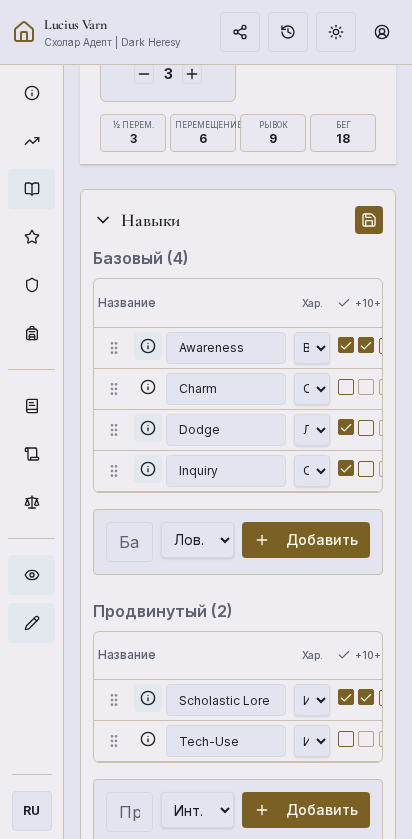 Lucius Varn
Схолар Адепт | Dark Heresy
3
½ ПЕРЕМ. ПЕРЕМЕЩЕНИЕ РЫВОК БЕГ
3 6 9 18
Навыки
Базовый (4)
Название Хар. +10+
Awareness В
Charm О
Dodge Л
Inquiry О
Ба Лов. Добавить
Продвинутый (2)
Название Хар. +10+
Scholastic Lore И
Tech-Use И
Пр Инт. Добавить
RU